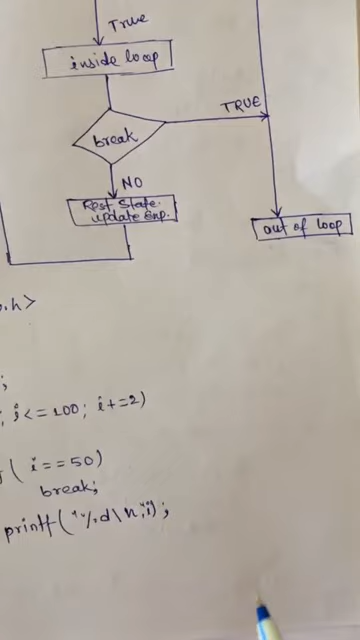 True
inside loop
TRUE
break
NO
Rest State.
update Exp.
out of loop
o.h>
;
; i<=100; i+=2)
( i==50)
break;
printf("%d\n",i);